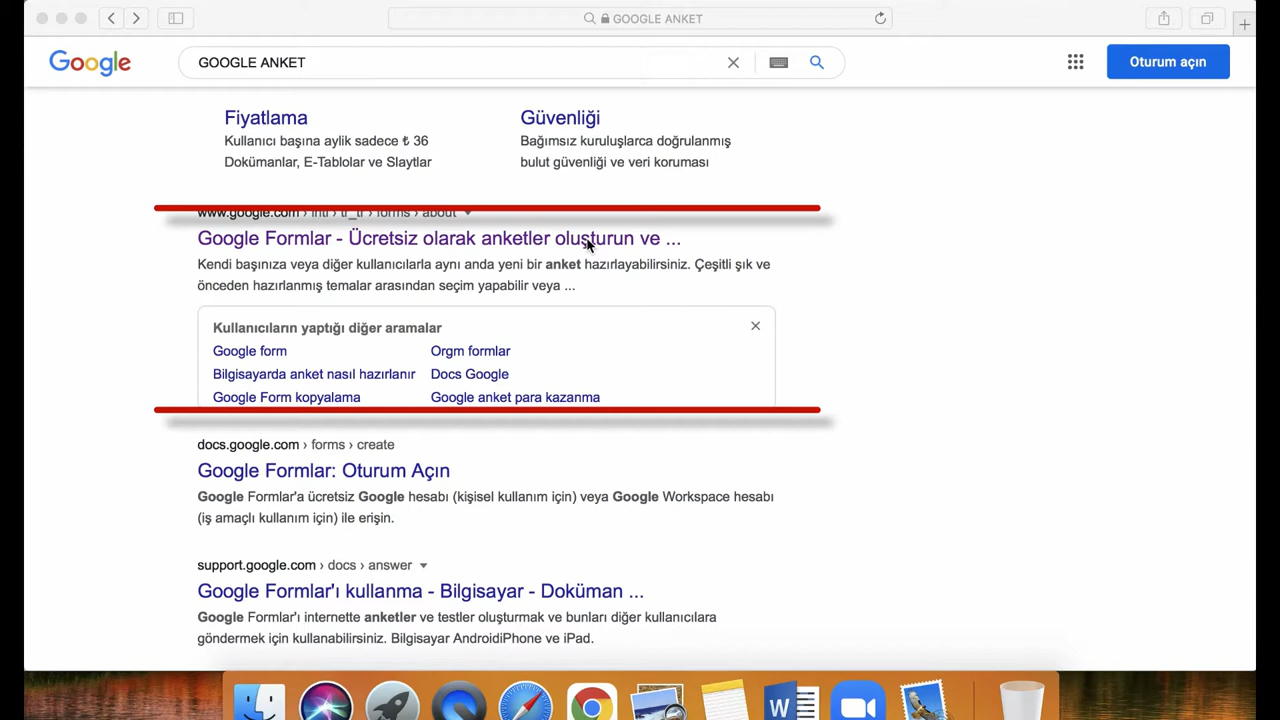 GOOGLE ANKET
Google
GOOGLE ANKET
Oturum açın
Fiyatlama
Kullanıcı başına aylik sadece ₺ 36
Dokümanlar, E-Tablolar ve Slaytlar
Güvenliği
Bağımsız kuruluşlarca doğrulanmış
bulut güvenliği ve veri koruması
www.google.com › intl › tr_tr › forms › about
Google Formlar - Ücretsiz olarak anketler oluşturun ve ...
Kendi başınıza veya diğer kullanıcılarla aynı anda yeni bir anket hazırlayabilirsiniz. Çeşitli şık ve
önceden hazırlanmış temalar arasından seçim yapabilir veya ...
Kullanıcıların yaptığı diğer aramalar
Google form
Orgm formlar
Bilgisayarda anket nasıl hazırlanır
Docs Google
Google Form kopyalama
Google anket para kazanma
docs.google.com › forms › create
Google Formlar: Oturum Açın
Google Formlar'a ücretsiz Google hesabı (kişisel kullanım için) veya Google Workspace hesabı
(iş amaçlı kullanım için) ile erişin.
support.google.com › docs › answer
Google Formlar'ı kullanma - Bilgisayar - Doküman ...
Google Formlar'ı internette anketler ve testler oluşturmak ve bunları diğer kullanıcılara
göndermek için kullanabilirsiniz. Bilgisayar AndroidiPhone ve iPad.
W